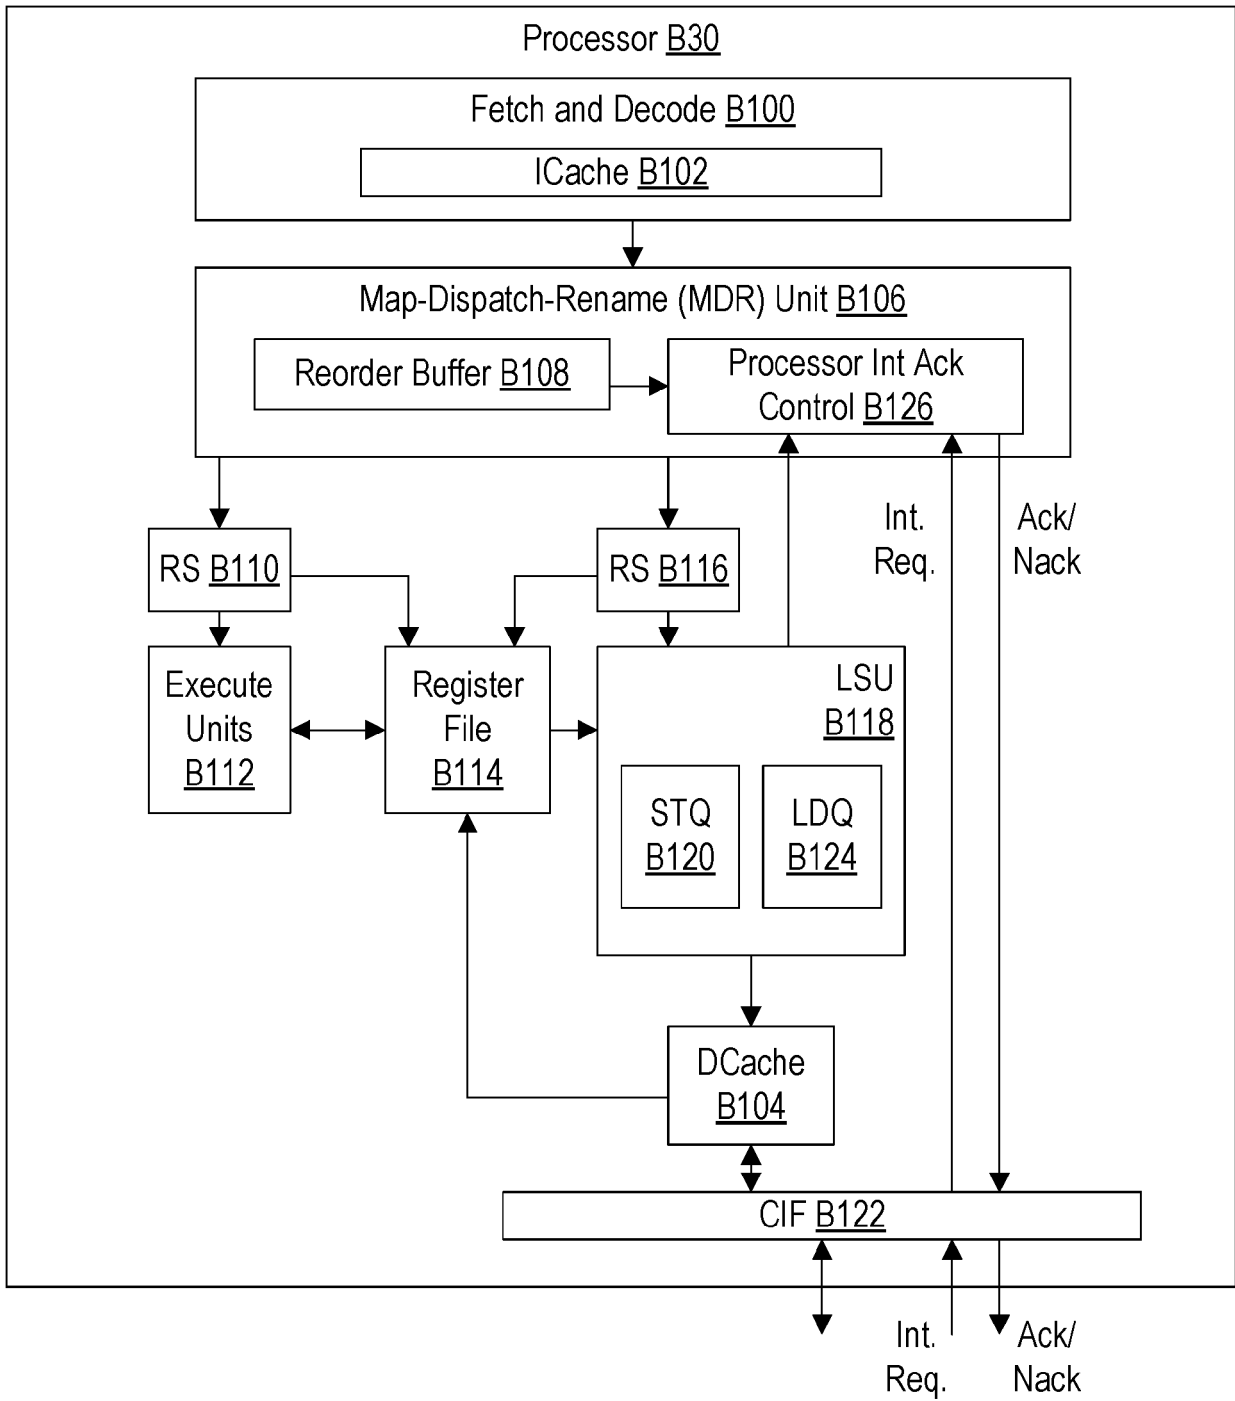 Processor B30
Fetch and Decode B100
ICache B102
Map-Dispatch-Rename (MDR) Unit B106
Reorder Buffer B108
Processor Int Ack
Control B126
Int.
Req.
Ack/
Nack
RS B110
RS B116
Execute
Units
B112
Register
File
B114
LSU
B118
STQ
B120
LDQ
B124
DCache
B104
CIF B122
Int.
Req.
Ack/
Nack